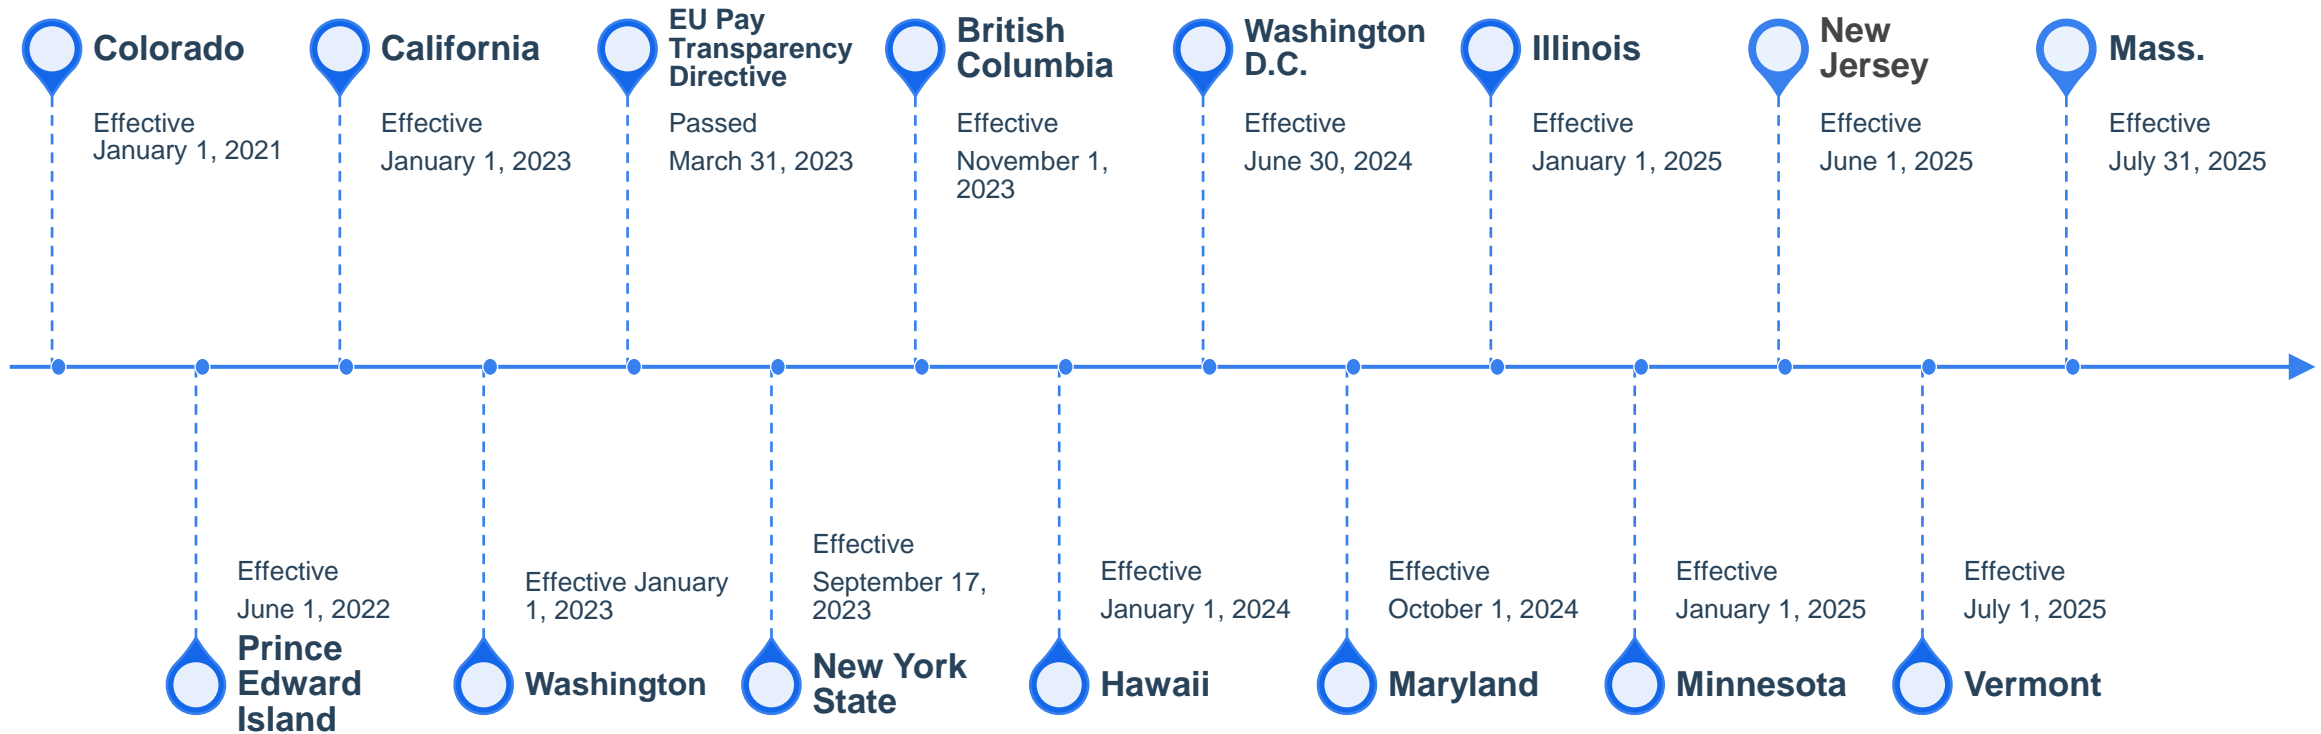 Colorado
Effective
January 1, 2021
California
Effective
January 1, 2023
EU Pay
Transparency
Directive
Passed
March 31, 2023
British
Columbia
Effective
November 1,
2023
Washington
D.C.
Effective
June 30, 2024
Illinois
Effective
January 1, 2025
New
Jersey
Effective
June 1, 2025
Mass.
Effective
July 31, 2025
Effective
June 1, 2022
Prince
Edward
Island
Effective January
1, 2023
Washington
Effective
September 17,
2023
New York
State
Effective
January 1, 2024
Hawaii
Effective
October 1, 2024
Maryland
Effective
January 1, 2025
Minnesota
Effective
July 1, 2025
Vermont